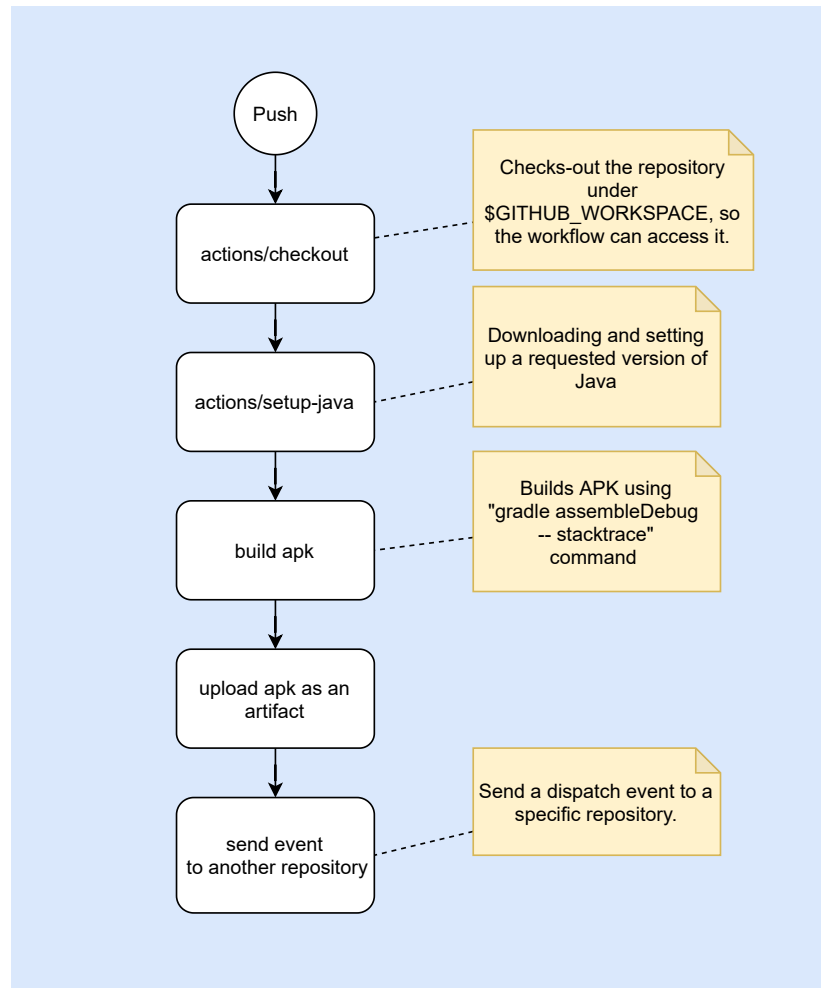 Push
actions/checkout
Checks-out the repository
under
$GITHUB_WORKSPACE, so
the workflow can access it.
actions/setup-java
Downloading and setting
up a requested version of
Java
build apk
Builds APK using
"gradle assembleDebug
-- stacktrace"
command
upload apk as an
artifact
send event
to another repository
Send a dispatch event to a
specific repository.